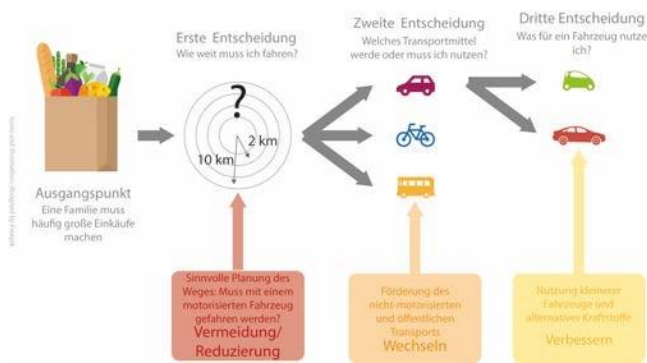 Erste Entscheidung
Wie weit muss ich fahren?
Zweite Entscheidung
Welches Transportmittel
werde oder muss ich nutzen?
Dritte Entscheidung
Was für ein Fahrzeug nutze
ich?
?
2 km
10 km
Ausgangspunkt
Eine Familie muss
häufig große Einkäufe
machen
Sinnvolle Planung des
Weges: Muss mit einem
motorisierten Fahrzeug
gefahren werden?
Vermeidung/
Reduzierung
Förderung des
nicht-motorisierten
und öffentlichen
Transports
Wechseln
Nutzung kleinerer
Fahrzeuge und
alternativer Kraftstoffe
Verbessern